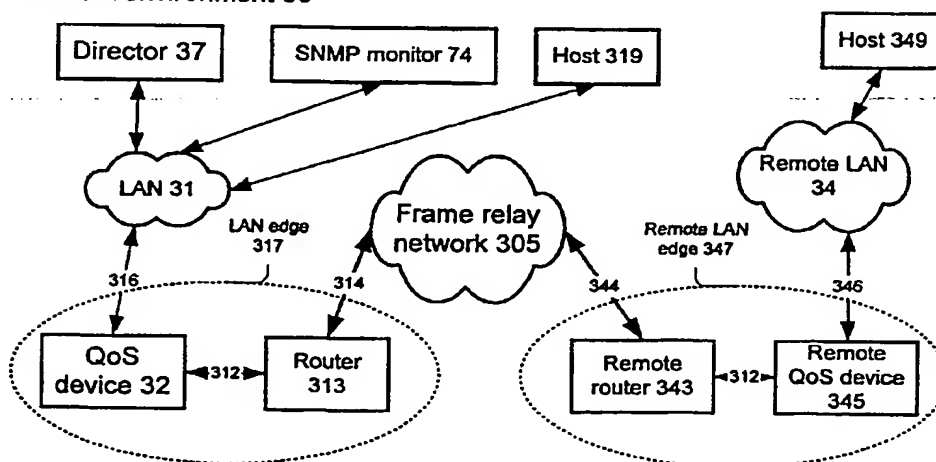 Director 37
SNMP monitor 74
Host 319
Host 349
LAN 31
Frame relay
network 305
Remote LAN
34
LAN edge
317
Remote LAN
edge 347
316
314
344
346
QoS
device 32
312
Router
313
Remote
router 343
312
Remote
QoS device
345